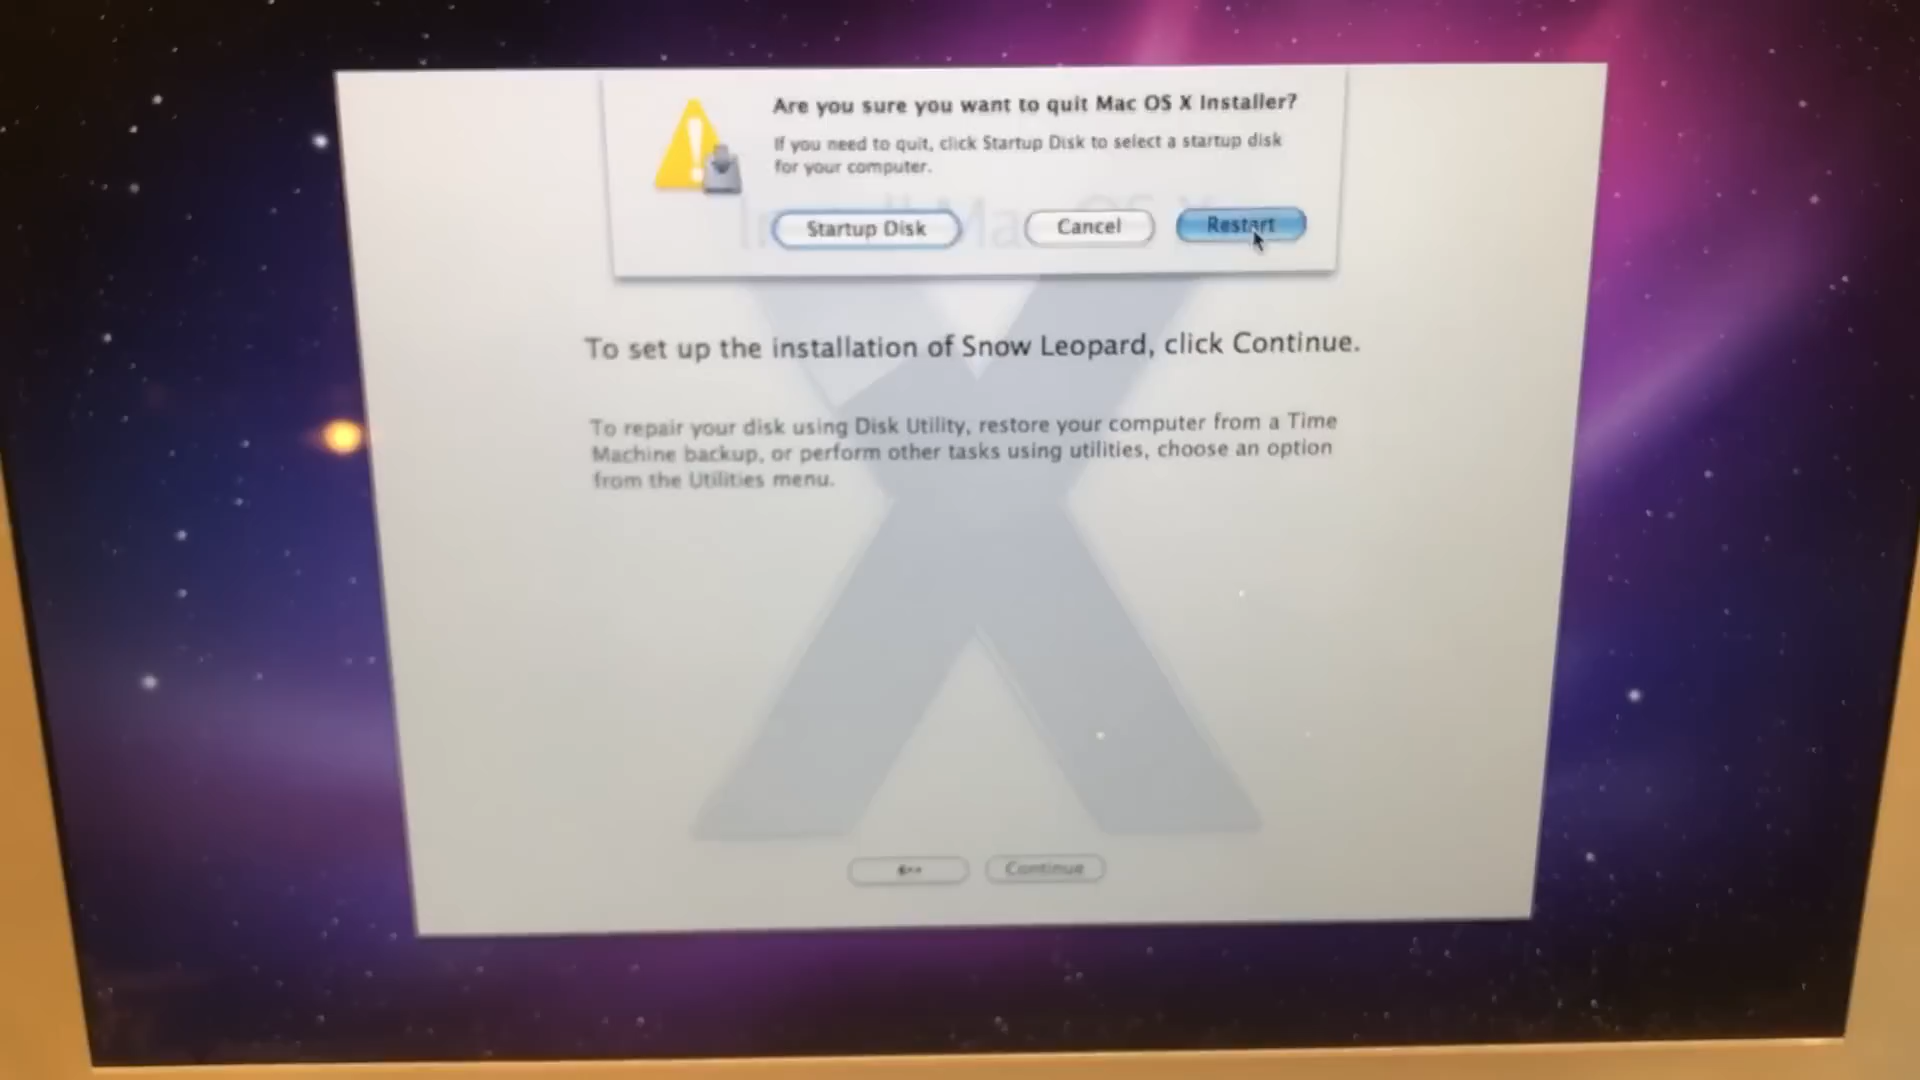 Are you sure you want to quit Mac OS X Installer?
If you need to quit, click Startup Disk to select a startup disk
for your computer.
Startup Disk
Cancel
Restart
To set up the installation of Snow Leopard, click Continue.
To repair your disk using Disk Utility, restore your computer from a Time
Machine backup, or perform other tasks using utilities, choose an option
from the Utilities menu.
Continue